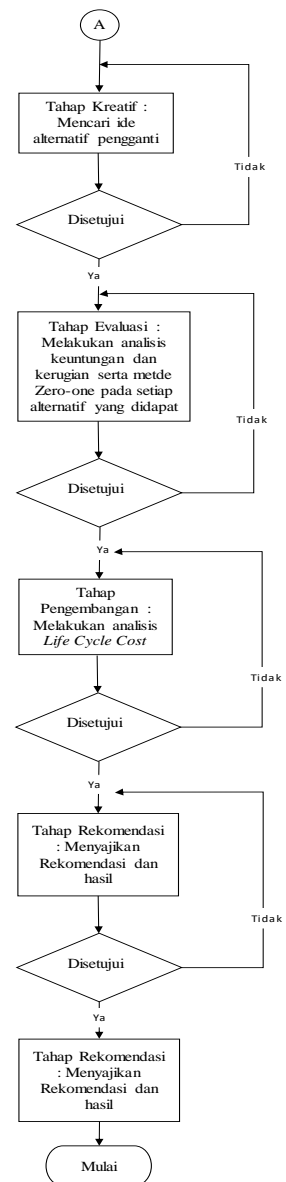 A
Tahap Kreatif :
Mencari ide
alternatif pengganti
Tidak
Disetujui
Ya
Tahap Evaluasi :
Melakukan analisis
keuntungan dan
kerugian serta metde
Zero-one pada setiap
alternatif yang didapat
Tidak
Disetujui
Ya
Tahap
Pengembangan :
Melakukan analisis
Life Cycle Cost
Tidak
Disetujui
Ya
Tahap Rekomendasi
: Menyajikan
Rekomendasi dan
hasil
Tidak
Disetujui
Ya
Tahap Rekomendasi
: Menyajikan
Rekomendasi dan
hasil
Mulai